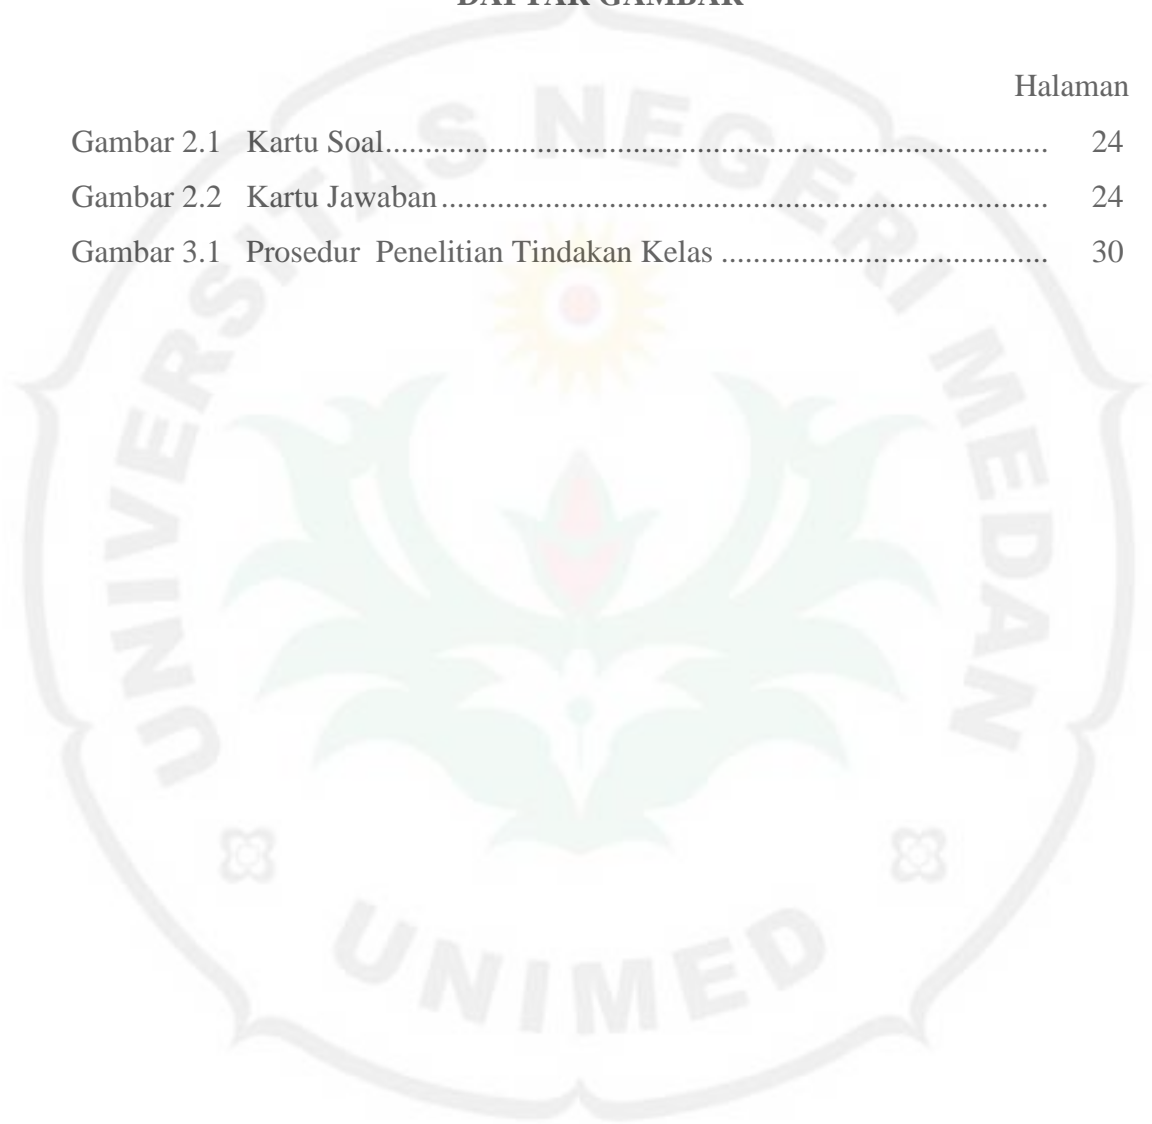 DAFTAR GAMBAR
Halaman
Gambar 2.1 Kartu Soal................................................................................... 24
Gambar 2.2 Kartu Jawaban............................................................................ 24
Gambar 3.1 Prosedur Penelitian Tindakan Kelas ......................................... 30
UNIVERSITAS NEGERI MEDAN
UNIMED